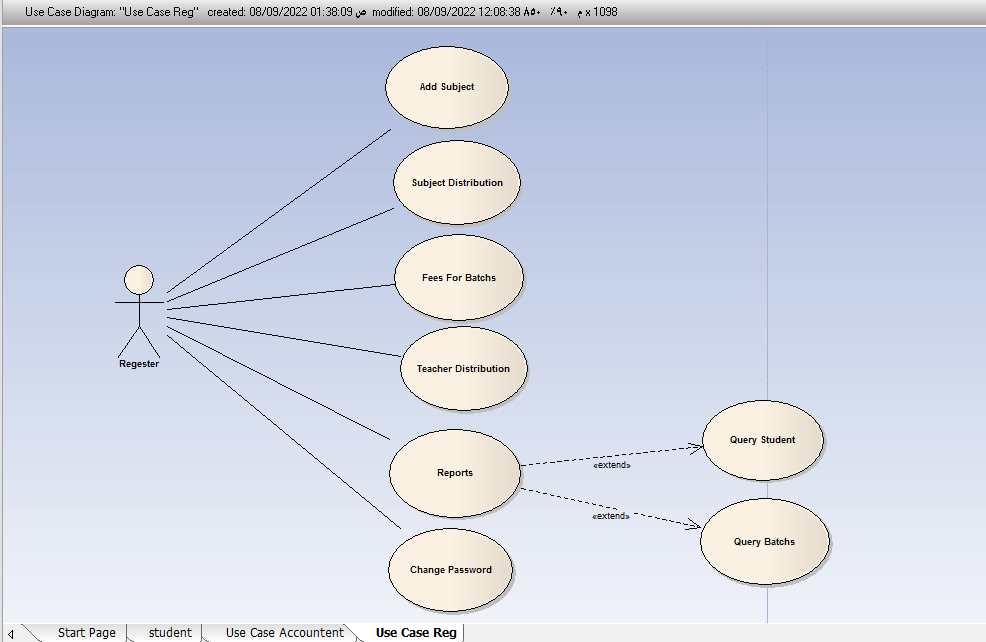 Use Case Diagram: "Use Case Reg" created: 08/09/2022 01:38:09 ص modified: 08/09/2022 12:08:38 م ٨٥٠ ٪٩٠ x 1098
Add Subject
Subject Distribution
Fees For Batchs
Teacher Distribution
Regester
Reports
Change Password
Query Student
«extend»
«extend»
Query Batchs
Start Page student Use Case Accountent Use Case Reg